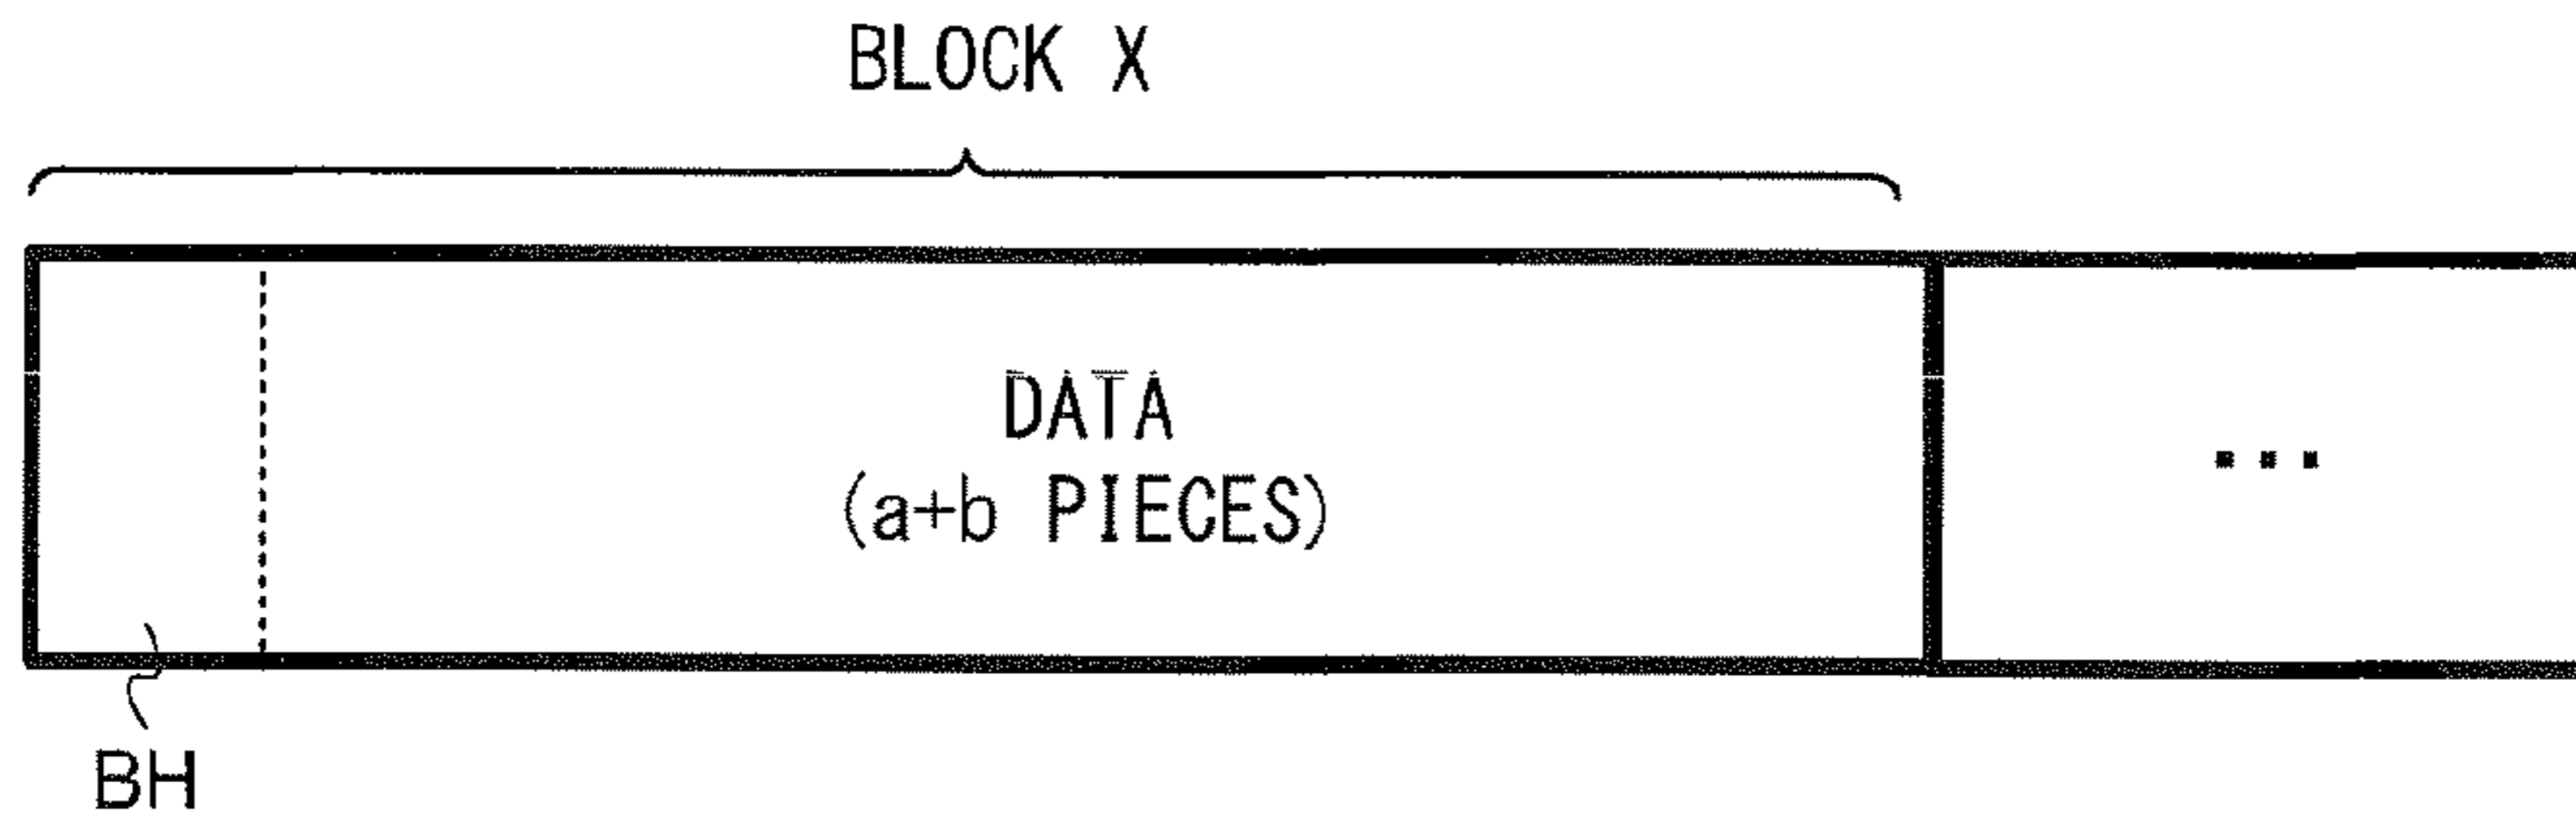 BLOCK X
DATA
(a+b PIECES)
...
BH